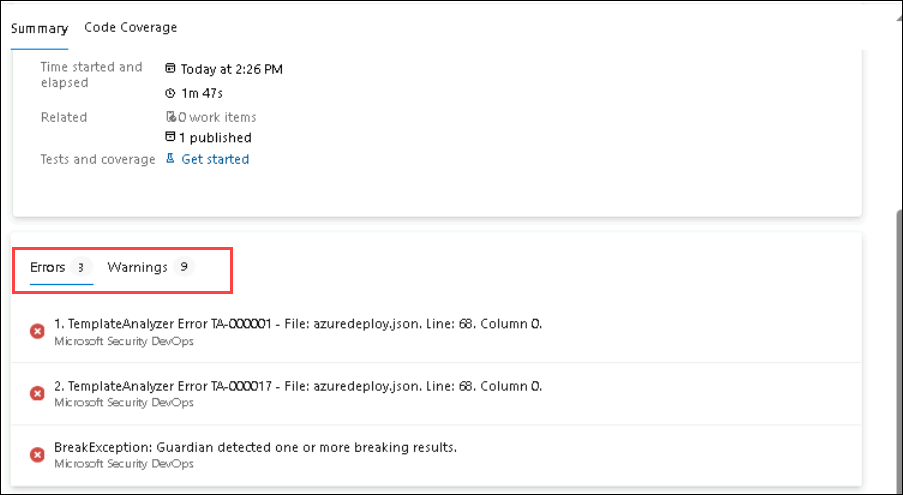 Summary Code Coverage
Time started and elapsed
Today at 2:26 PM
1m 47s
Related
0 work items
1 published
Tests and coverage
Get started
Errors 3 Warnings 9
1. TemplateAnalyzer Error TA-000001 - File: azuredeploy.json. Line: 68. Column 0.
Microsoft Security DevOps
2. TemplateAnalyzer Error TA-000017 - File: azuredeploy.json. Line: 68. Column 0.
Microsoft Security DevOps
BreakException: Guardian detected one or more breaking results.
Microsoft Security DevOps